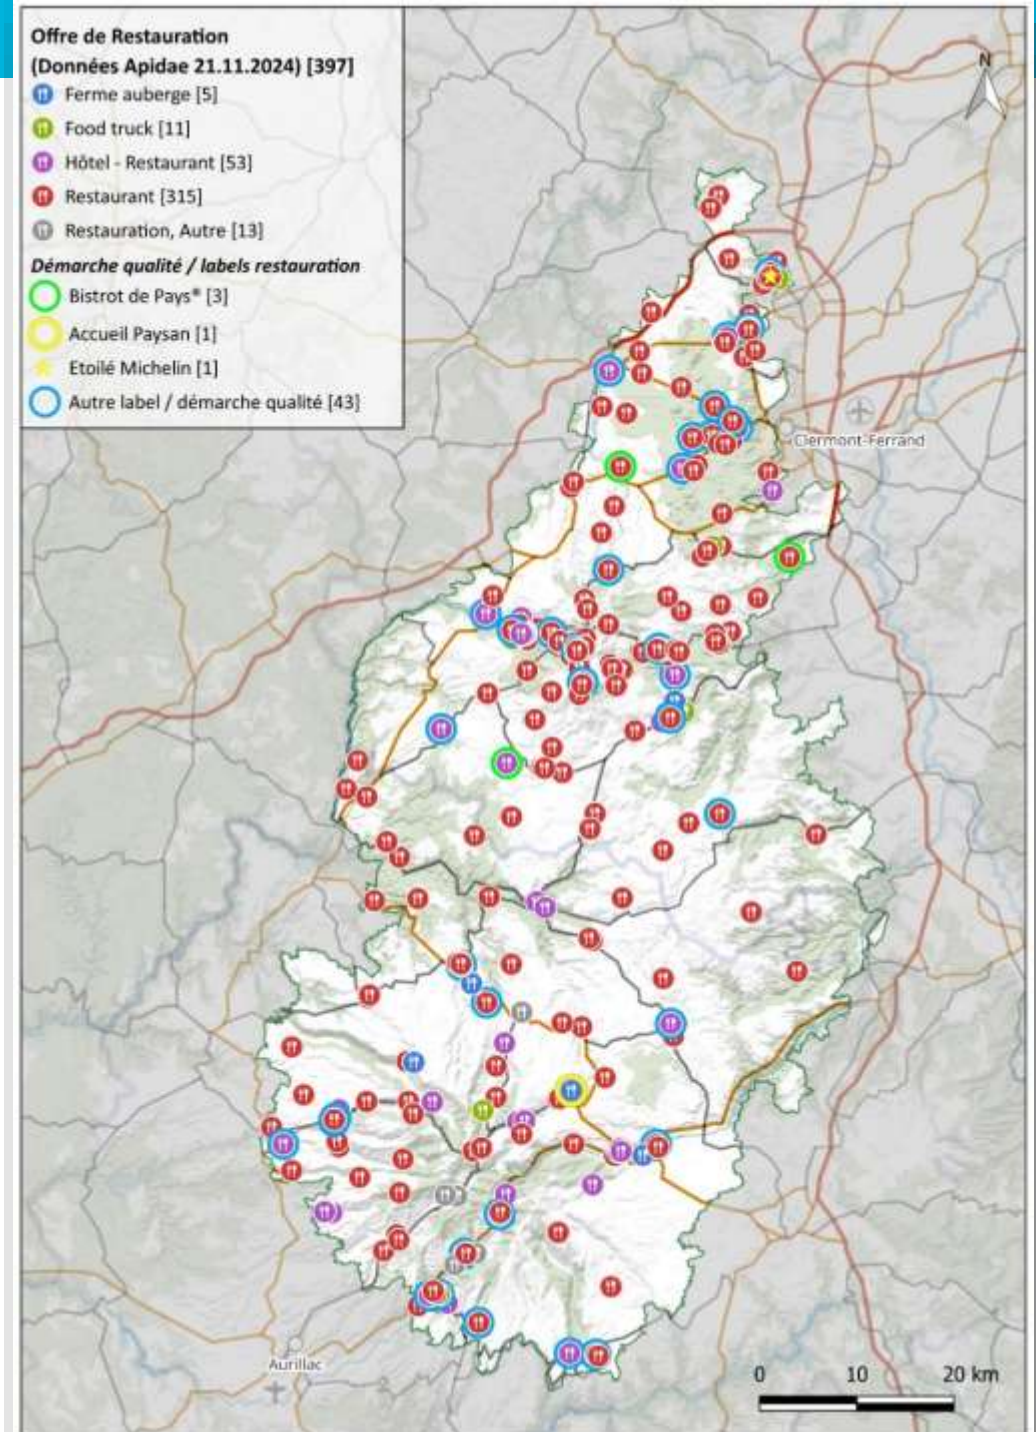 Offre de Restauration
(Données Apidae 21.11.2024) [397]
Ferme auberge [5]
Food truck [11]
Hôtel - Restaurant [53]
Restaurant [315]
Restauration, Autre [13]
Démarche qualité / labels restauration
Bistrot de Pays® [3]
Accueil Paysan [1]
Etoilé Michelin [1]
Autre label / démarche qualité [43]
N
Clermont-Ferrand
Aurillac
0 10 20 km